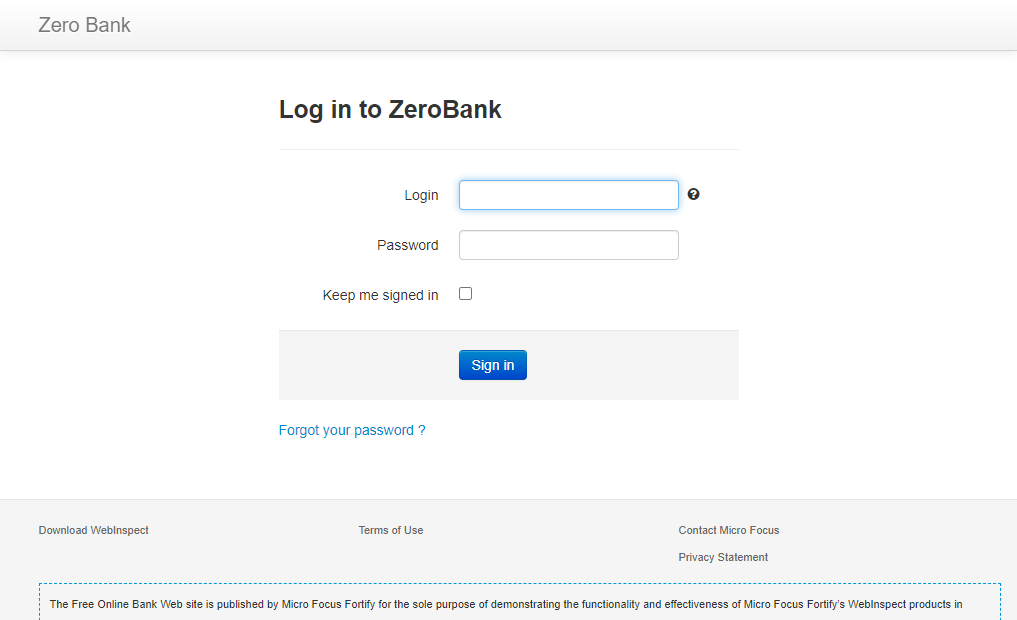 Zero Bank
Log in to ZeroBank
Login
Password
Keep me signed in
Sign in
Forgot your password ?
Download WebInspect
Terms of Use
Contact Micro Focus
Privacy Statement
The Free Online Bank Web site is published by Micro Focus Fortify for the sole purpose of demonstrating the functionality and effectiveness of Micro Focus Fortify's WebInspect products in